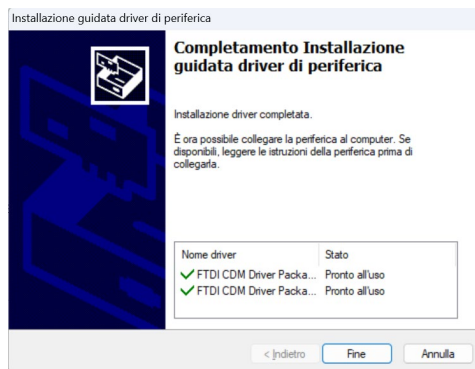 Installazione guidata driver di periferica
Completamento Installazione
guidata driver di periferica
Installazione driver completata.
È ora possibile collegare la periferica al computer. Se
disponibili, leggere le istruzioni della periferica prima di
collegarla.
Nome driver Stato
FTDI CDM Driver Packa... Pronto all'uso
FTDI CDM Driver Packa... Pronto all'uso
< Indietro Fine Annulla